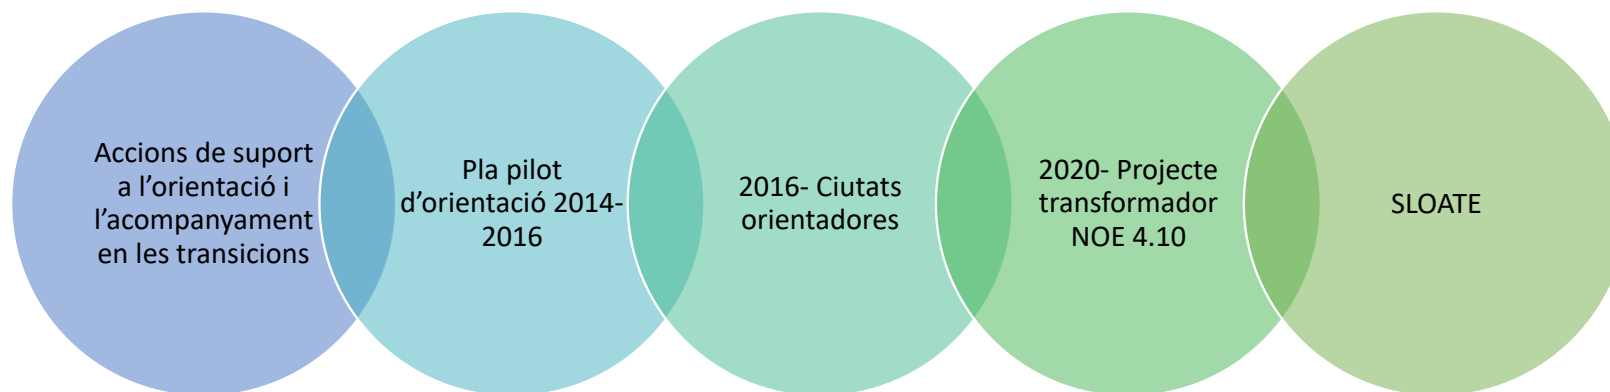 Accions de suport
a l’orientació i
l’acompanyament
en les transicions
Pla pilot
d’orientació 2014-
2016
2016- Ciutats
orientadores
2020- Projecte
transformador
NOE 4.10
SLOATE